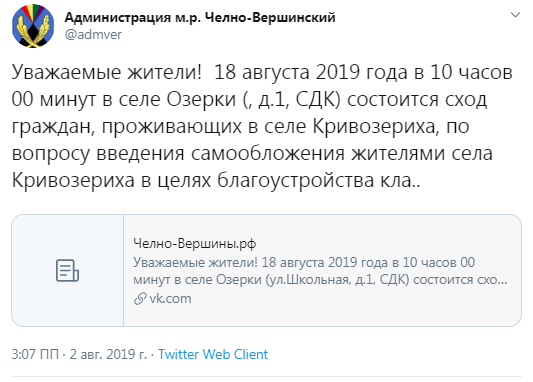 Администрация м.р. Челно-Вершинский
@admver
Уважаемые жители!  18 августа 2019 года в 10 часов
00 минут в селе Озерки (, д.1, СДК) состоится сход
граждан, проживающих в селе Кривозериха, по
вопросу введения самообложения жителями села
Кривозериха в целях благоустройства кла..
Челно-Вершины.рф
Уважаемые жители! 18 августа 2019 года в 10 часов 00
минут в селе Озерки (ул.Школьная, д.1, СДК) состоится схо...
vk.com
3:07 ПП · 2 авг. 2019 г. · Twitter Web Client